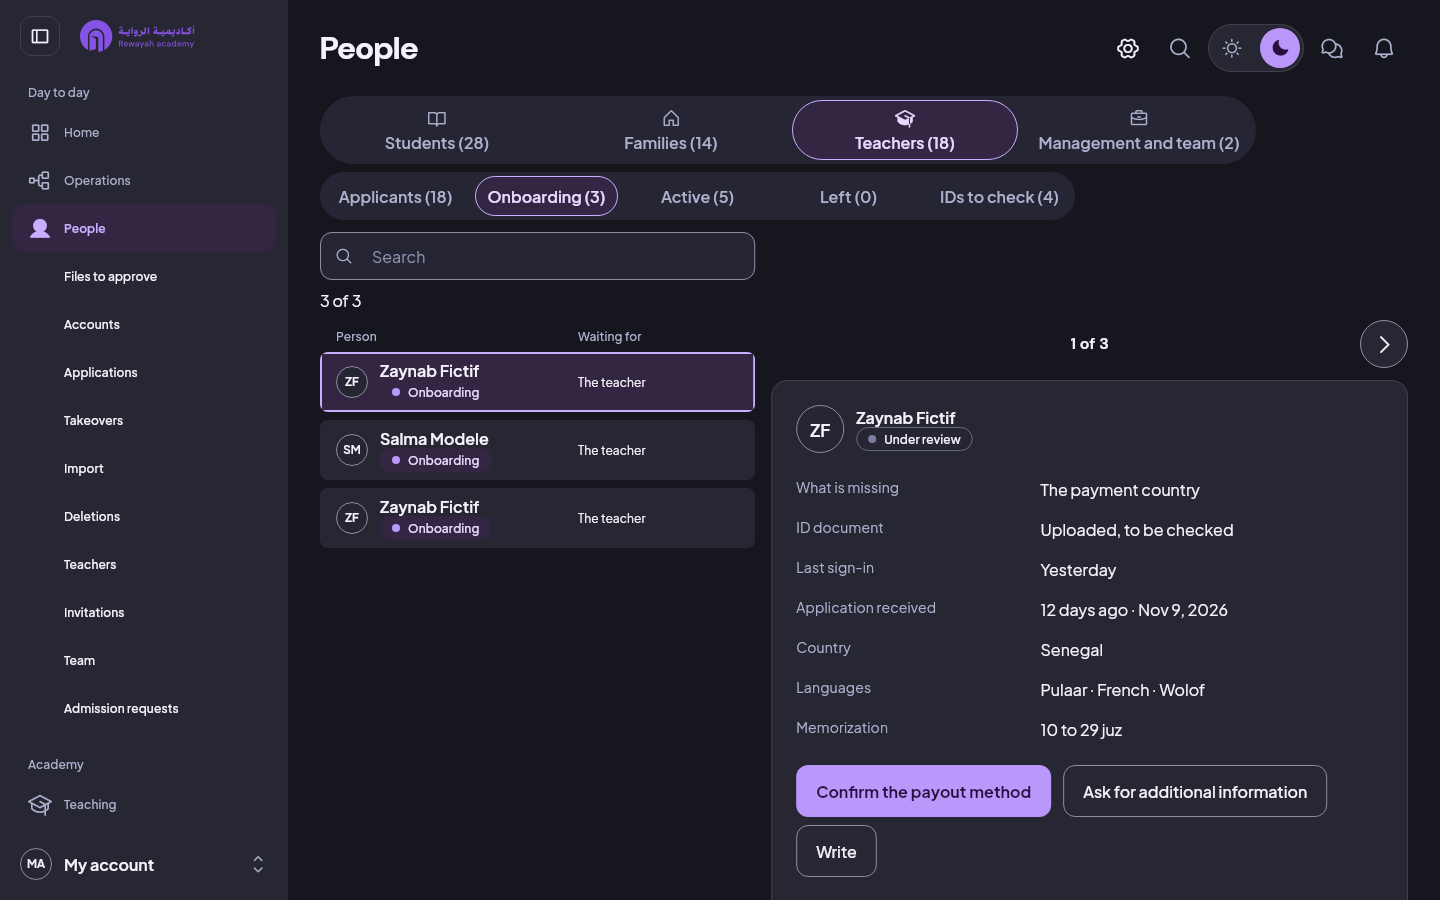 أكاديمية الرواية
Rewayah academy
Day to day
Home
Operations
People
Files to approve
Accounts
Applications
Takeovers
Import
Deletions
Teachers
Invitations
Team
Admission requests
Academy
Teaching
MA My account
People
Students (28) Families (14) Teachers (18) Management and team (2)
Applicants (18) Onboarding (3) Active (5) Left (0) IDs to check (4)
Search
3 of 3
Person Waiting for
ZF Zaynab Fictif
Onboarding
The teacher
SM Salma Modele
Onboarding
The teacher
ZF Zaynab Fictif
Onboarding
The teacher
1 of 3
ZF Zaynab Fictif
Under review
What is missing The payment country
ID document Uploaded, to be checked
Last sign-in Yesterday
Application received 12 days ago · Nov 9, 2026
Country Senegal
Languages Pulaar · French · Wolof
Memorization 10 to 29 juz
Confirm the payout method Ask for additional information
Write